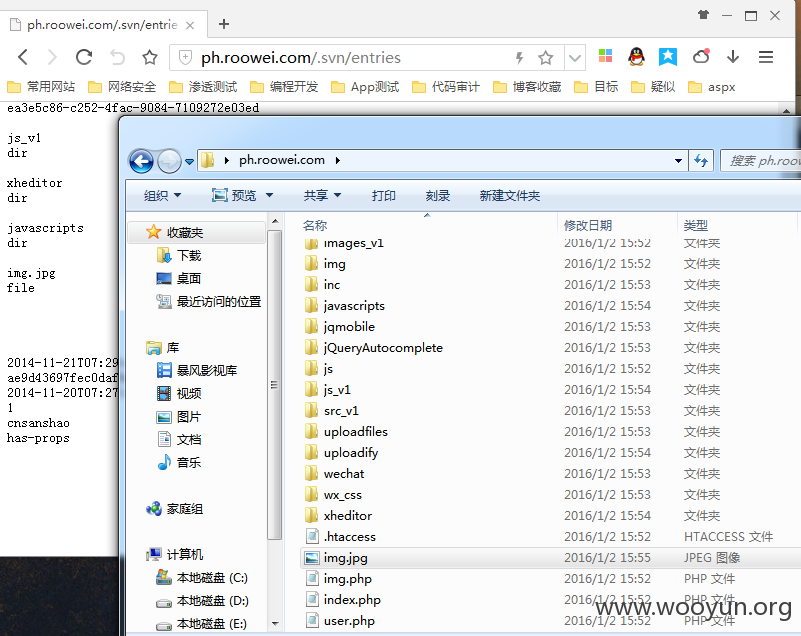 ph.roowei.com/.svn/entrie
ph.roowei.com/.svn/entries
常用网站 网络安全 渗透测试 编程开发 App测试 代码审计 博客收藏 目标 疑似 aspx
ea3e5c86-c252-4fac-9084-7109272e03ed
js_v1
dir
xheditor
dir
javascripts
dir
img.jpg
file
2014-11-21T07:29
ae9d43697fec0daf
2014-11-20T07:27
1
cnsanshao
has-props
ph.roowei.com
搜索 ph.roow
组织 预览 共享 打印 刻录 新建文件夹
收藏夹
下载
桌面
最近访问的位置
库
暴风影视库
视频
图片
文档
音乐
家庭组
计算机
本地磁盘 (C:)
本地磁盘 (D:)
本地磁盘 (E:)
名称 修改日期 类型
images_v1 2016/1/2 15:52 文件夹
img 2016/1/2 15:52 文件夹
inc 2016/1/2 15:53 文件夹
javascripts 2016/1/2 15:54 文件夹
jqmobile 2016/1/2 15:53 文件夹
jQueryAutocomplete 2016/1/2 15:53 文件夹
js 2016/1/2 15:52 文件夹
js_v1 2016/1/2 15:54 文件夹
src_v1 2016/1/2 15:53 文件夹
uploadfiles 2016/1/2 15:53 文件夹
uploadify 2016/1/2 15:54 文件夹
wechat 2016/1/2 15:53 文件夹
wx_css 2016/1/2 15:53 文件夹
xheditor 2016/1/2 15:54 文件夹
.htaccess 2016/1/2 15:52 HTACCESS 文件
img.jpg 2016/1/2 15:55 JPEG 图像
img.php 2016/1/2 15:52 PHP 文件
index.php 2016/1/2 15:52 PHP 文件
user.php 2016/1/2 15:52 PHP 文件
www.wooyun.org